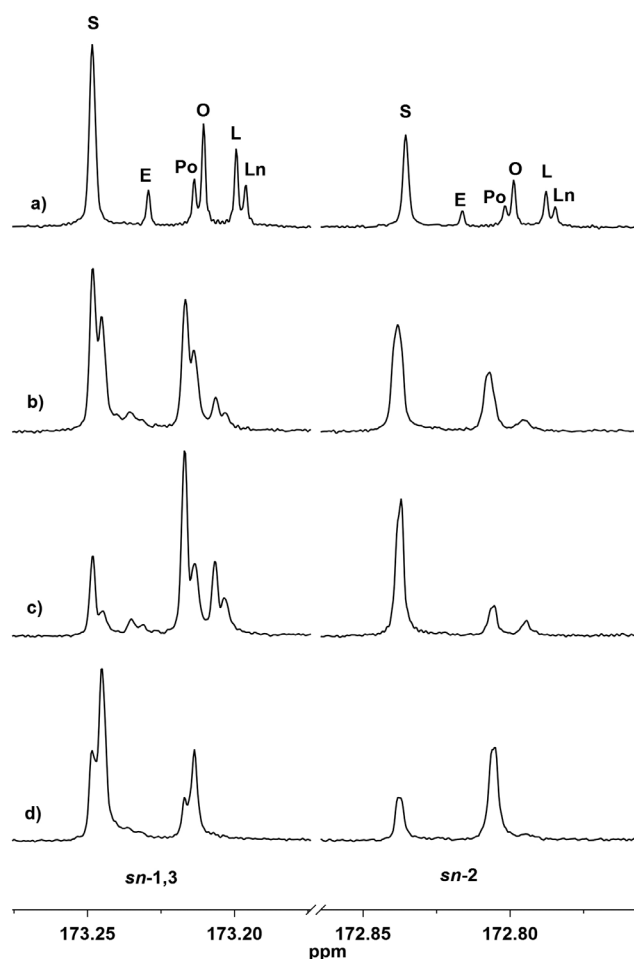 S
O
S
E
Po
L
Ln
E
Po
O
L
Ln
a)
b)
c)
d)
sn-1,3
sn-2
173.25
173.20
172.85
172.80
ppm